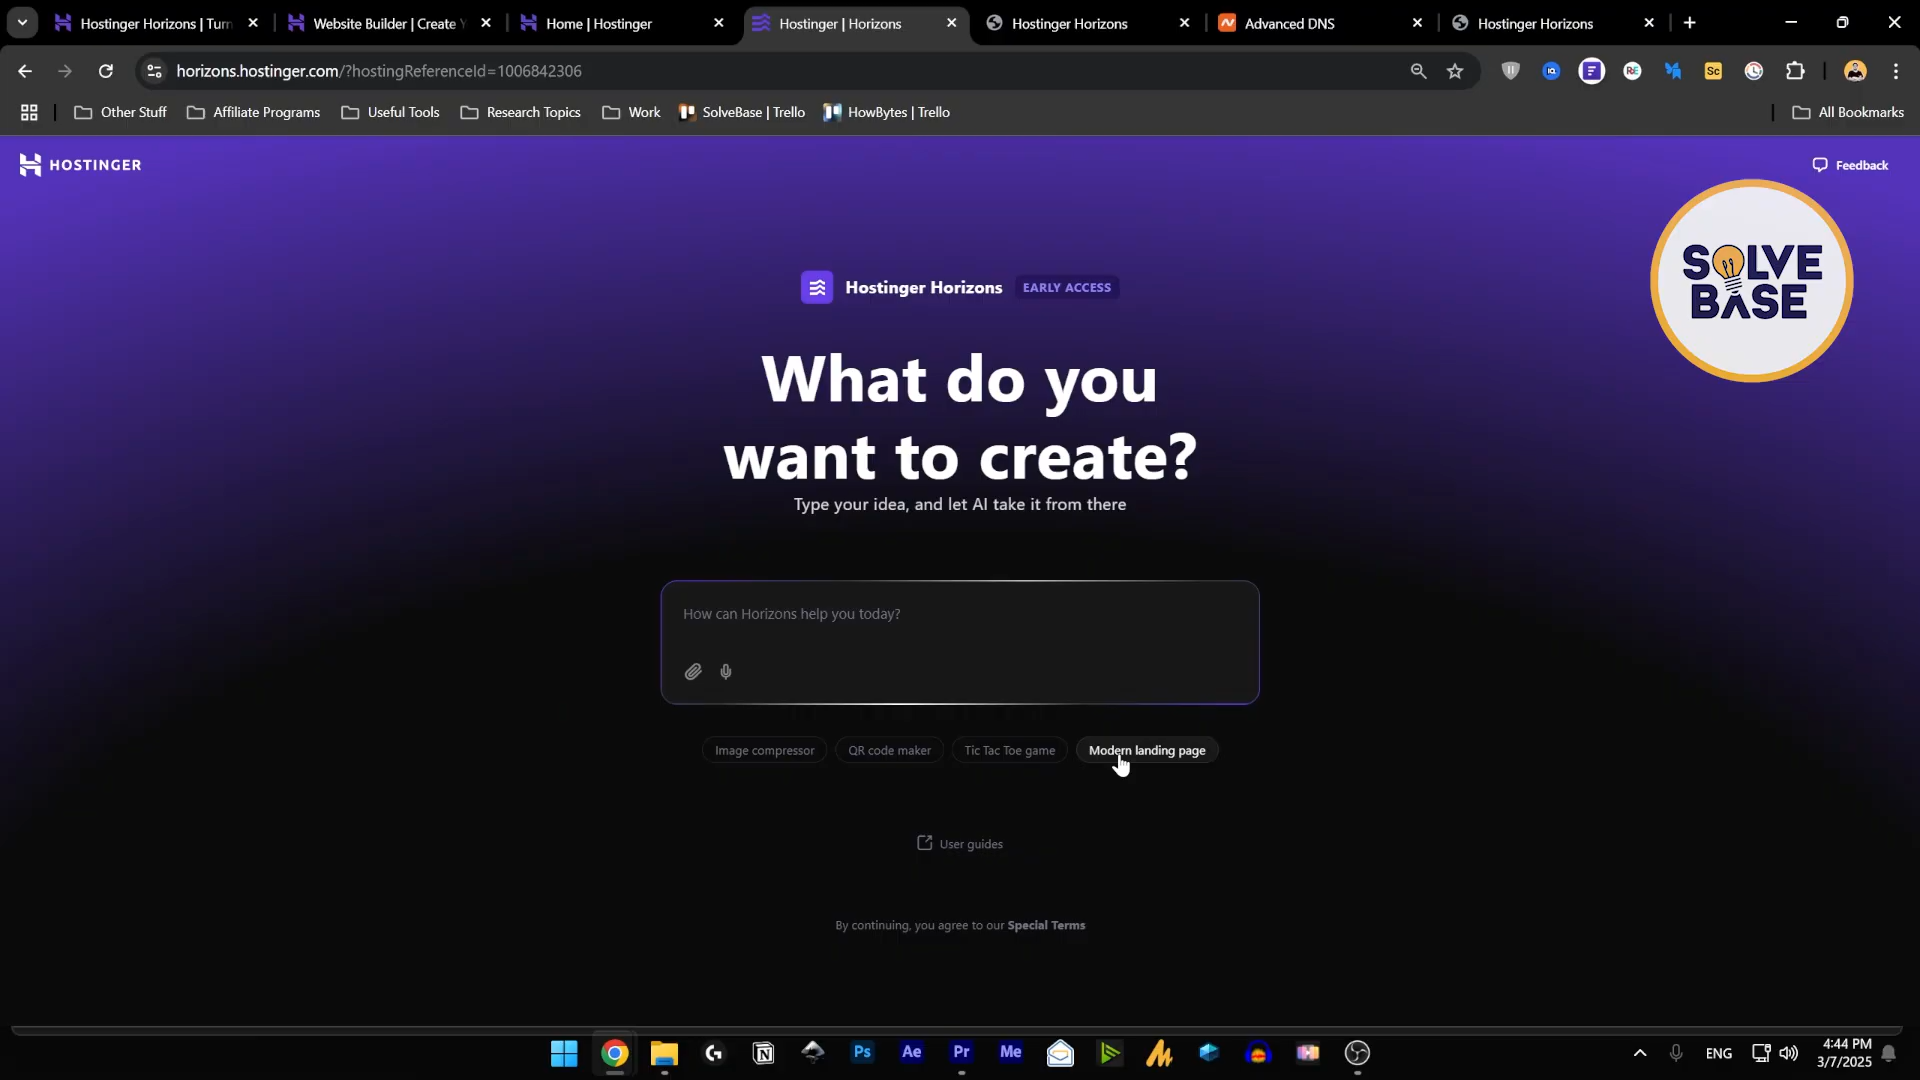 Hostinger Horizons | Turn
Website Builder | Create Y
Home | Hostinger
Hostinger | Horizons
Hostinger Horizons
Advanced DNS
Hostinger Horizons
horizons.hostinger.com/?hostingReferenceId=1006842306
Other Stuff
Affiliate Programs
Useful Tools
Research Topics
Work
SolveBase | Trello
HowBytes | Trello
All Bookmarks
HOSTINGER
Feedback
SOLVE
BASE
Hostinger Horizons EARLY ACCESS
What do you
want to create?
Type your idea, and let AI take it from there
How can Horizons help you today?
Image compressor
QR code maker
Tic Tac Toe game
Modern landing page
User guides
By continuing, you agree to our Special Terms
Ps
Ae
Pr
Me
ENG
4:44 PM
3/7/2025